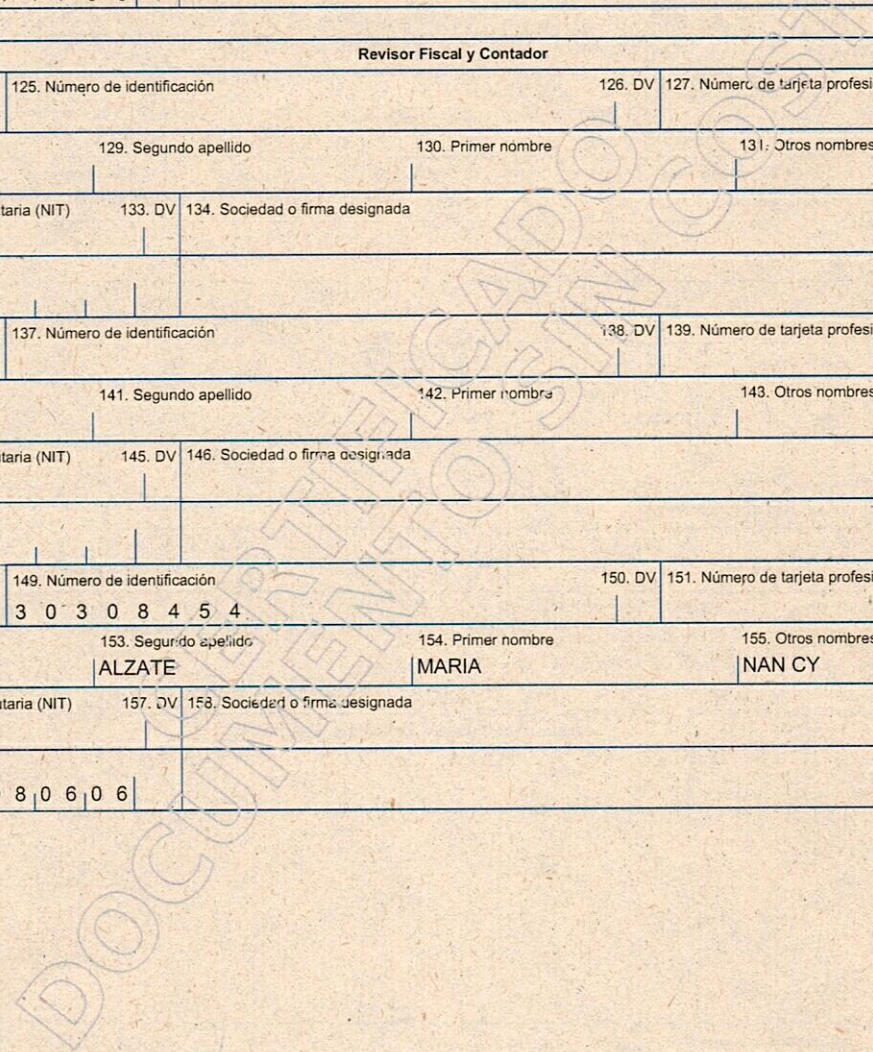 Revisor Fiscal y Contador
125. Número de identificación 126. DV 127. Número de tarjeta profesi
129. Segundo apellido 130. Primer nombre 131. Otros nombres
taria (NIT) 133. DV 134. Sociedad o firma designada
137. Número de identificación 138. DV 139. Número de tarjeta profesi
141. Segundo apellido 142. Primer nombre 143. Otros nombres
taria (NIT) 145. DV 146. Sociedad o firma designada
149. Número de identificación 150. DV 151. Número de tarjeta profesi
3 0 3 0 8 4 5 4
153. Segundo apellido 154. Primer nombre 155. Otros nombres
ALZATE MARIA NAN CY
utaria (NIT) 157. DV 158. Sociedad o firma designada
8 0 6 0 6
CERTIFICADO
DOCUMENTO SIN COST